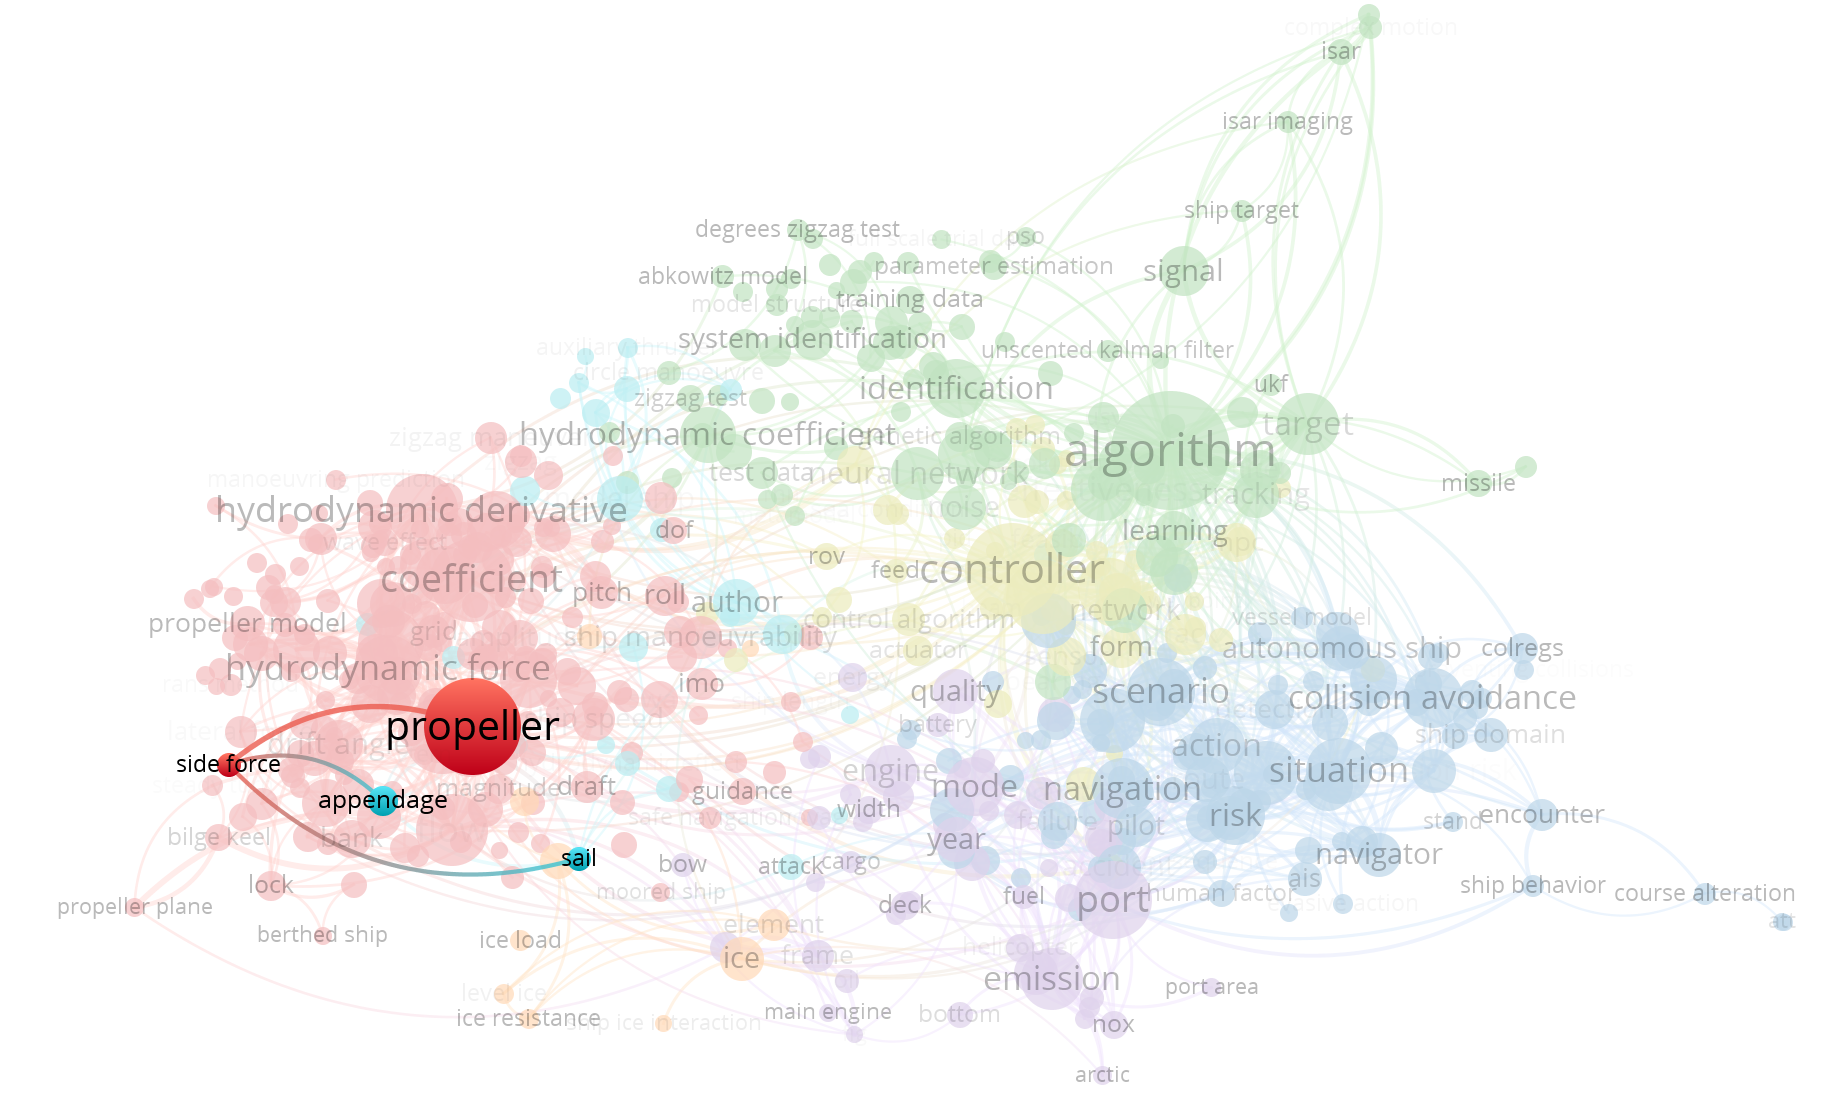 complex motion
isar
isar imaging
ship target
degrees zigzag test
pso
parameter estimation
signal
abkowitz model
training data
model structure
system identification
auxiliary thruster
unscented kalman filter
circle manoeuvre
identification
ukf
zigzag test
target
hydrodynamic coefficient
genetic algorithm
algorithm
test data
neural network
missile
manoeuvring prediction
tracking
hydrodynamic derivative
noise
learning
dof
wave effect
rov
feed
controller
coefficient
pitch
roll
author
network
propeller model
control algorithm
vessel model
grid
ship manoeuvrability
form
autonomous ship
colregs
actuator
hydrodynamic force
energy
imo
quality
scenario
collision avoidance
propeller
battery
ship domain
drift angle
action
side force
engine
situation
magnitude
draft
guidance
mode
navigation
appendage
width
risk
stand
encounter
safe navigation
failure
pilot
bilge keel
bank
year
sail
navigator
bow
attack
cargo
lock
moored ship
fuel
human factor
ais
ship behavior
course alteration
propeller plane
deck
port
evasive action
att
element
berthed ship
ice load
helicopter
ice
frame
emission
level ice
port area
ice resistance
ship ice interaction
main engine
bottom
nox
arctic